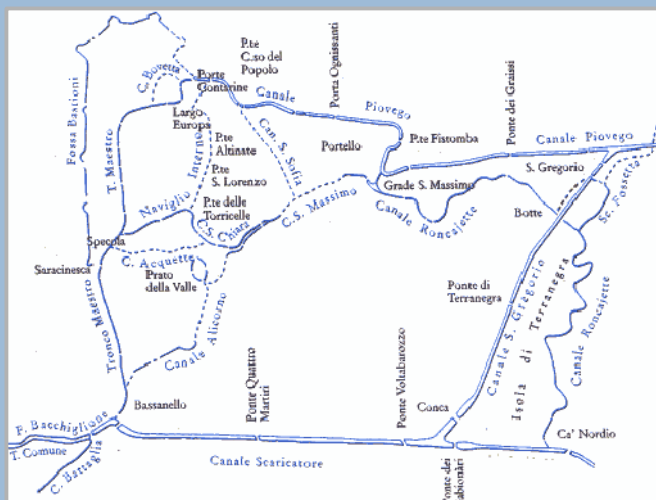 C. Bovetta
Porte
Contarine
P.te
C.so del
Popolo
Canale
Porta Ognissanti
Piovego
Ponte dei Graissi
Fossa Bastioni
T. Maestro
Largo
Europa
Interno
P.te
Altinate
Can. S. Sofia
Portello
P.te Fistomba
Canale Piovego
P.te
S. Lorenzo
S. Gregorio
Grade S. Massimo
Naviglio
P.te delle
Torricelle
C.S. Massimo
Canale Roncajette
Botte
Sc. Fossetta
Specola
C.S. Chiara
Saracinesca
C. Acquette
Prato
della Valle
Tronco Maestro
Canale Alicorno
Ponte di
Terranegra
Canale S. Gregorio
Isola di Terranegra
Canale Roncajette
Ponte Quattro
Martiri
Ponte Voltabarozzo
Bassanello
Conca
F. Bacchiglione
T. Comune
C. Battaglia
Ca' Nordio
Canale Scaricatore
Ponte dei